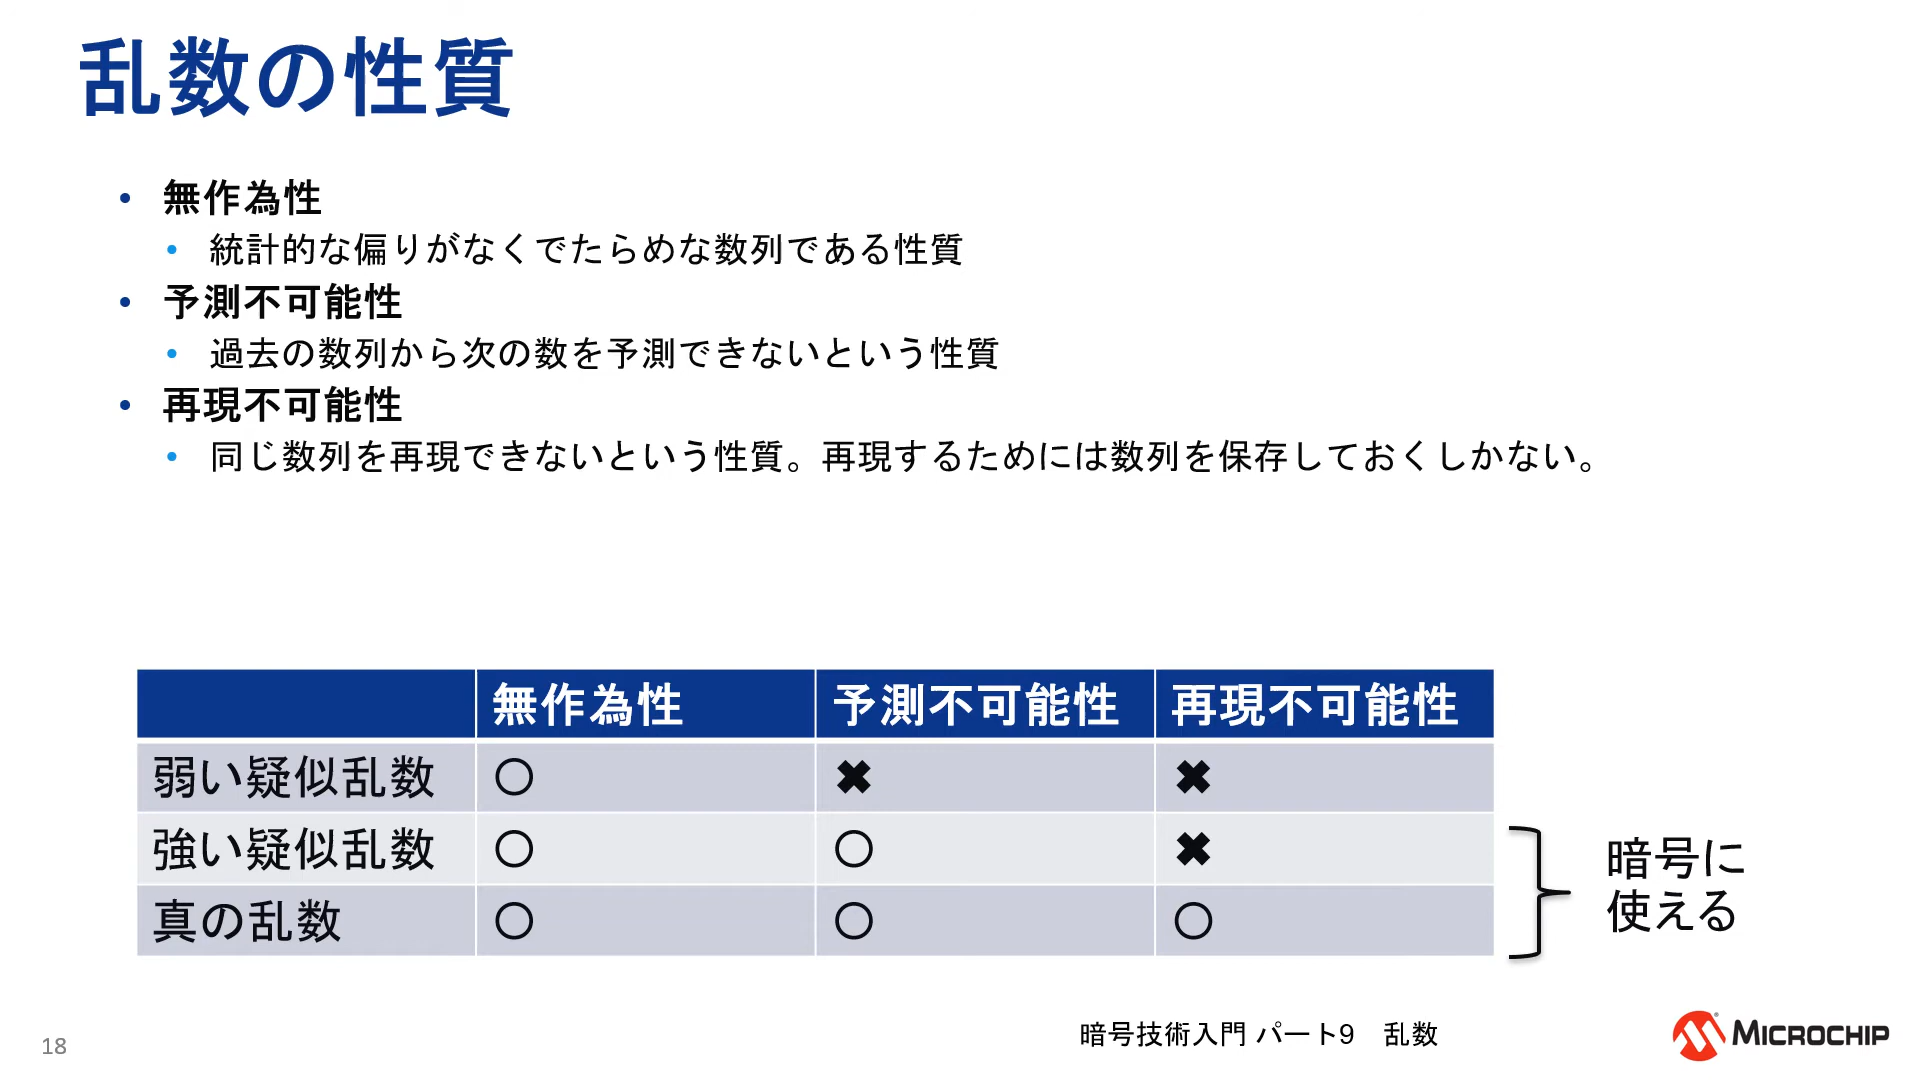 乱数の性質
• 無作為性
• 統計的な偏りがなくでたらめな数列である性質
• 予測不可能性
• 過去の数列から次の数を予測できないという性質
• 再現不可能性
• 同じ数列を再現できないという性質。再現するためには数列を保存しておくしかない。
無作為性 予測不可能性 再現不可能性
弱い疑似乱数 〇 ✖ ✖
強い疑似乱数 〇 〇 ✖
真の乱数 〇 〇 〇
暗号に
使える
18
暗号技術入門 パート9　乱数
MICROCHIP